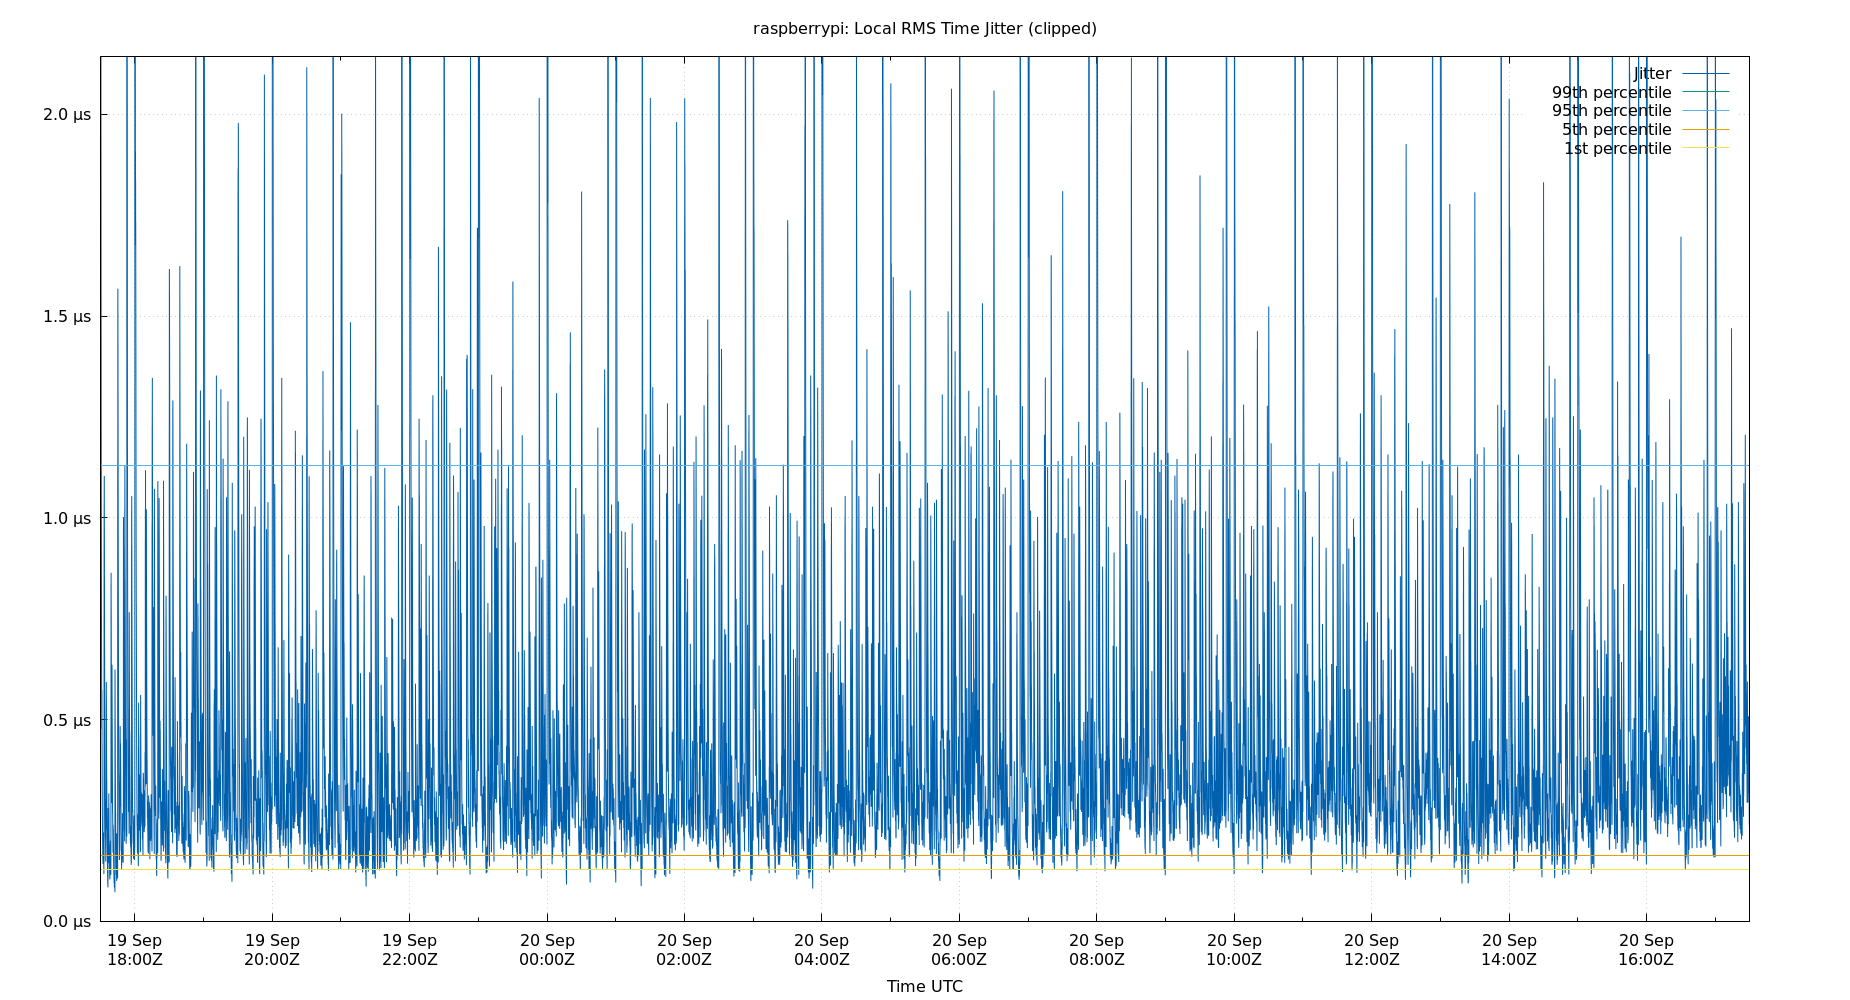 raspberrypi: Local RMS Time Jitter (clipped)
Jitter
99th percentile
95th percentile
5th percentile
1st percentile
2.0 µs
1.5 µs
1.0 µs
0.5 µs
0.0 µs
19 Sep 19 Sep 19 Sep 20 Sep 20 Sep 20 Sep 20 Sep 20 Sep 20 Sep 20 Sep 20 Sep 20 Sep
18:00Z 20:00Z 22:00Z 00:00Z 02:00Z 04:00Z 06:00Z 08:00Z 10:00Z 12:00Z 14:00Z 16:00Z
Time UTC